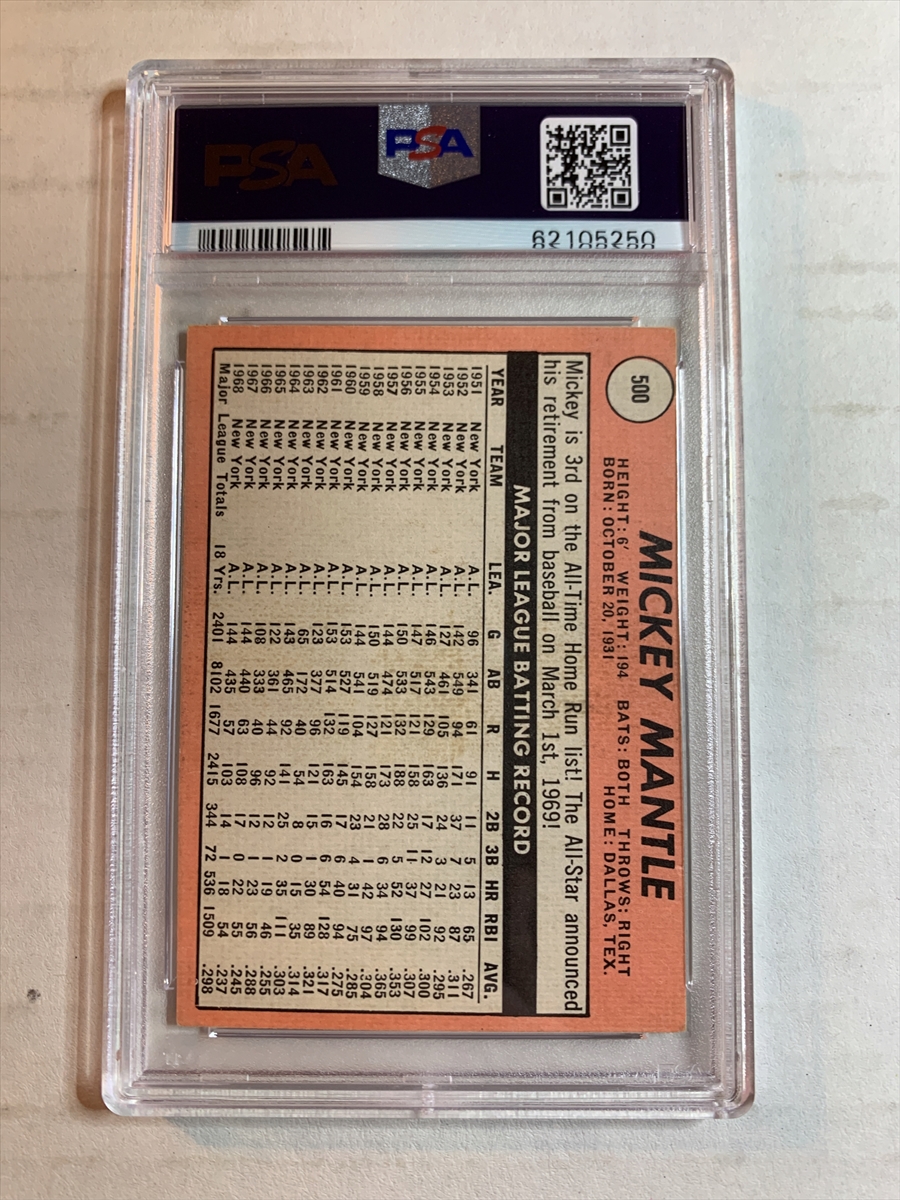 PSA
PSA
62105250
500
MICKEY MANTLE
HEIGHT: 6' WEIGHT: 194 BATS: BOTH THROWS: RIGHT
BORN: OCTOBER 20, 1931 HOME: DALLAS, TEX.
Mickey is 3rd on the All-Time Home Run list! The All-Star announced
his retirement from baseball on March 1st, 1969!
MAJOR LEAGUE BATTING RECORD
YEAR TEAM LEA. G AB R H 2B 3B HR RBI AVG.
1951 New York A.L. 96 341 61 91 11 5 13 65 .267
1952 New York A.L. 142 549 94 171 37 7 23 87 .311
1953 New York A.L. 127 461 105 136 24 3 21 92 .295
1954 New York A.L. 146 543 129 163 17 12 27 102 .300
1955 New York A.L. 147 517 121 158 25 11 37 99 .307
1956 New York A.L. 150 533 132 188 22 5 52 130 .353
1957 New York A.L. 144 474 121 173 28 6 34 94 .365
1958 New York A.L. 150 519 127 158 21 1 42 97 .304
1959 New York A.L. 144 541 104 154 23 4 31 75 .285
1960 New York A.L. 153 527 119 145 17 6 40 94 .275
1961 New York A.L. 153 514 132 163 16 6 54 128 .317
1962 New York A.L. 123 377 96 121 15 1 30 89 .321
1963 New York A.L. 65 172 40 54 8 0 15 35 .314
1964 New York A.L. 143 465 92 141 25 2 35 111 .303
1965 New York A.L. 122 361 44 92 12 1 19 46 .255
1966 New York A.L. 108 333 40 96 12 1 23 56 .288
1967 New York A.L. 144 440 63 108 17 0 22 55 .245
1968 New York A.L. 144 435 57 103 14 1 18 54 .237
Major League Totals 18 Yrs. 2401 8102 1677 2415 344 72 536 1509 .298